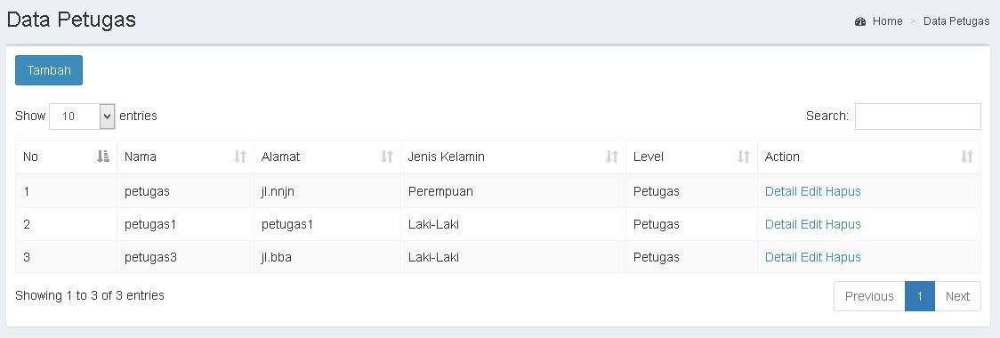 Data Petugas
Home > Data Petugas
Tambah
Show 10 entries
Search:
No Nama Alamat Jenis Kelamin Level Action
1 petugas jl.nnjn Perempuan Petugas Detail Edit Hapus
2 petugas1 petugas1 Laki-Laki Petugas Detail Edit Hapus
3 petugas3 jl.bba Laki-Laki Petugas Detail Edit Hapus
Showing 1 to 3 of 3 entries
Previous 1 Next